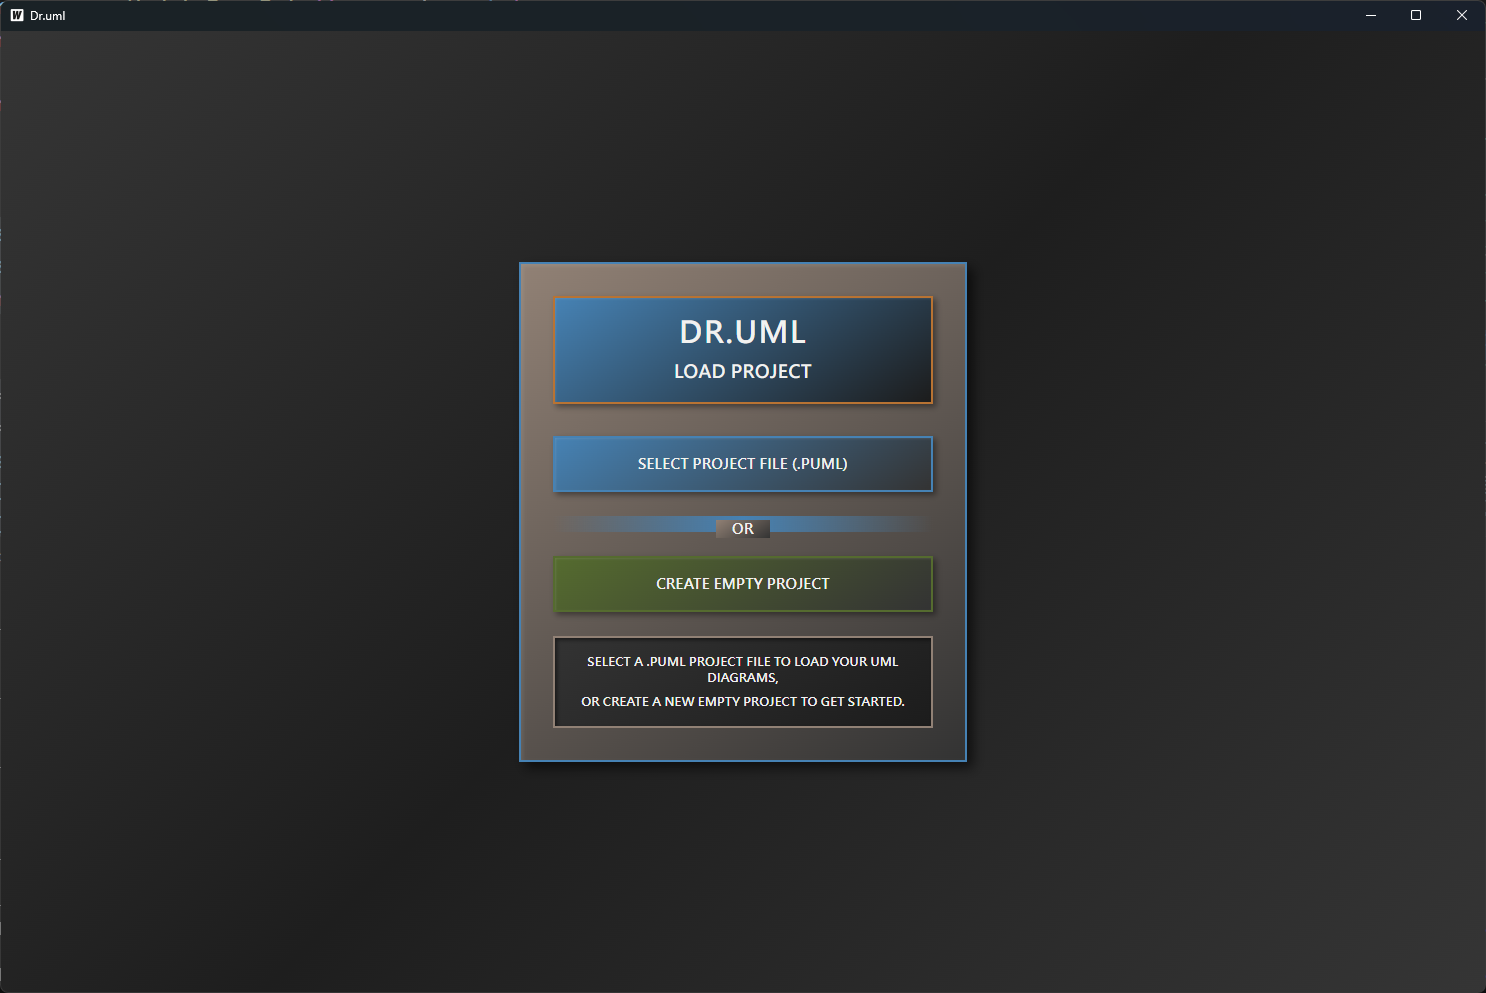 Dr.uml
DR.UML
LOAD PROJECT
SELECT PROJECT FILE (.PUML)
OR
CREATE EMPTY PROJECT
SELECT A .PUML PROJECT FILE TO LOAD YOUR UML
DIAGRAMS,
OR CREATE A NEW EMPTY PROJECT TO GET STARTED.